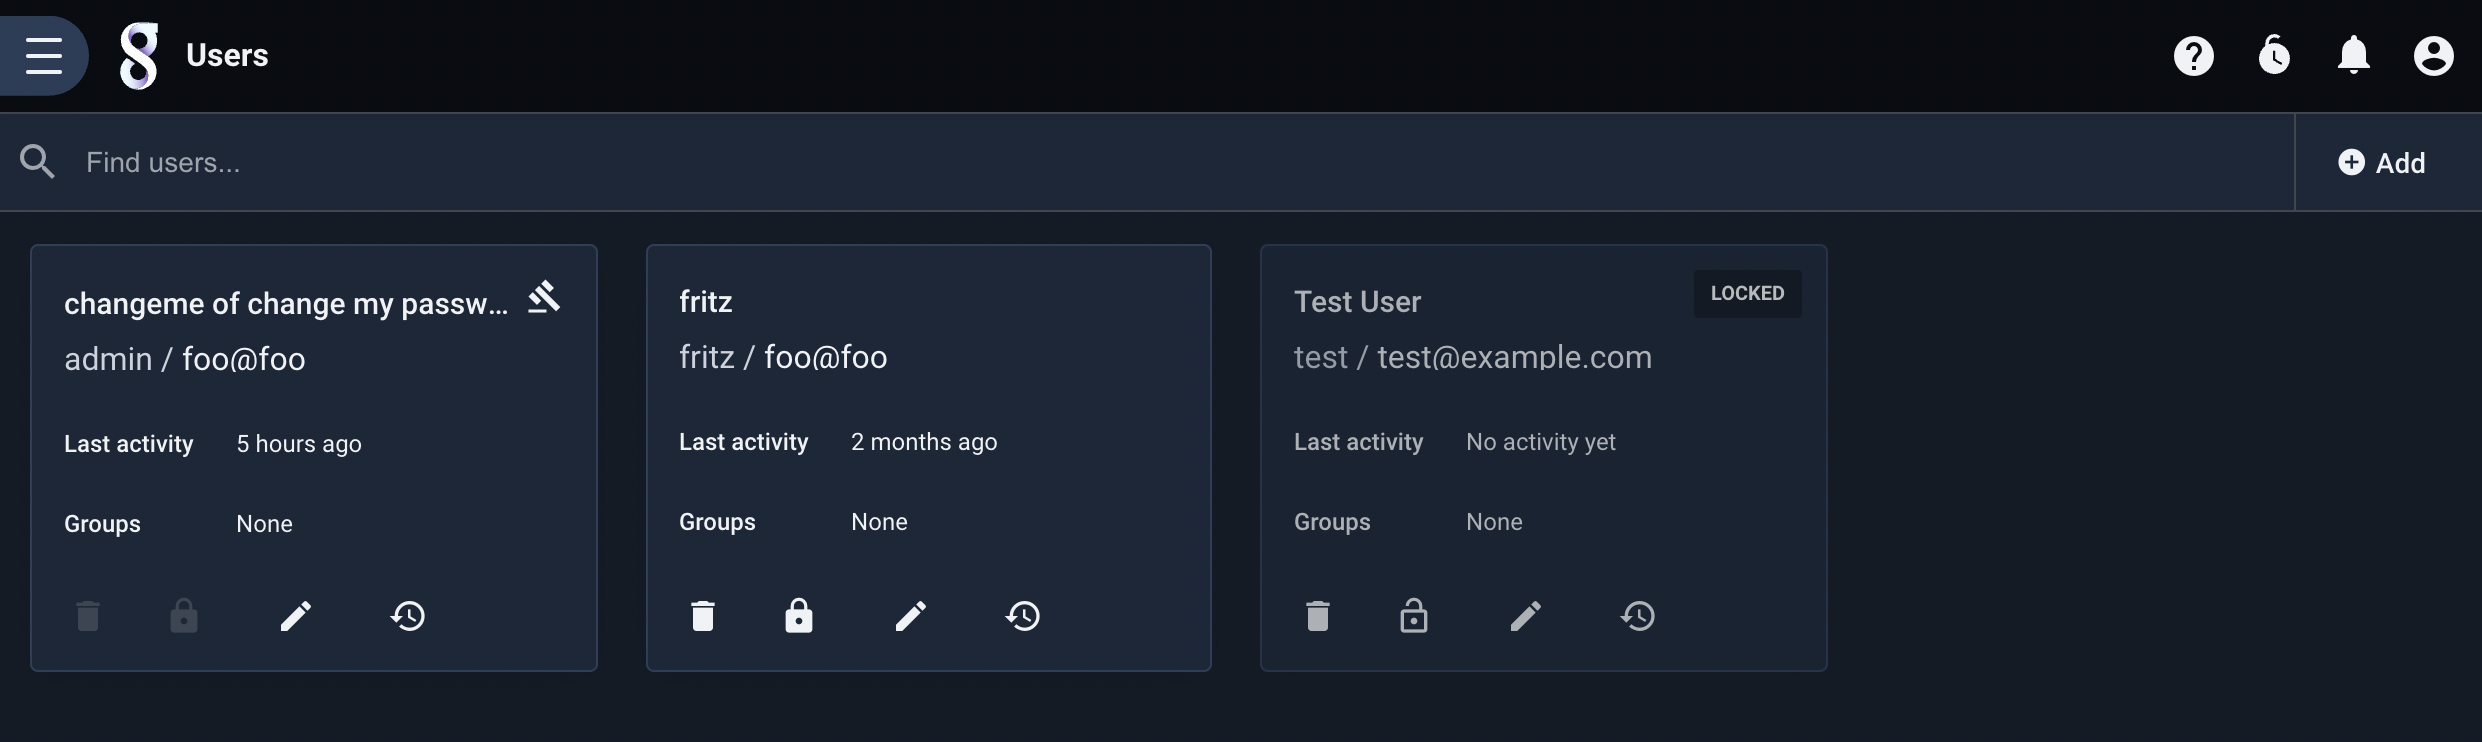 Users
Find users...
Add
changeme of change my passw...
admin / foo@foo
Last activity 5 hours ago
Groups None
fritz
fritz / foo@foo
Last activity 2 months ago
Groups None
Test User
LOCKED
test / test@example.com
Last activity No activity yet
Groups None